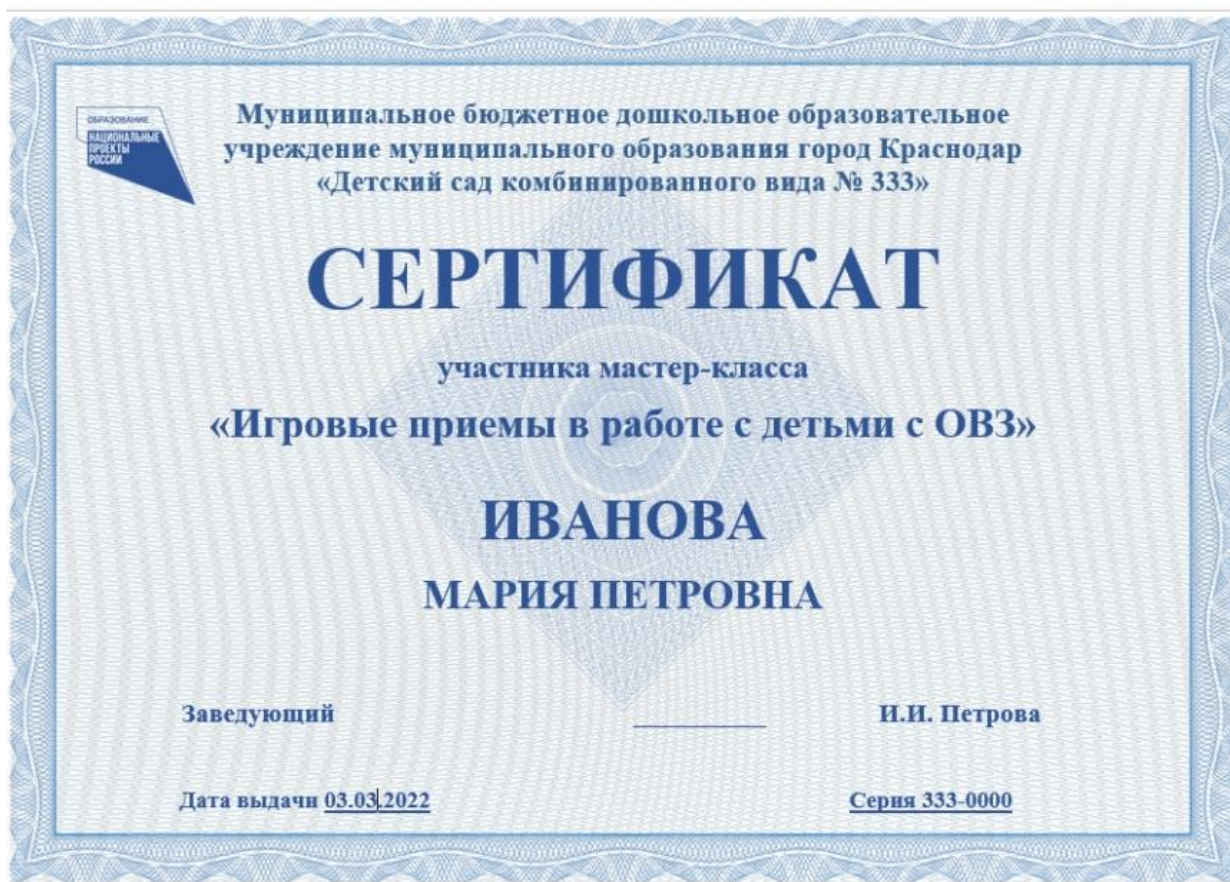 ОБРАЗОВАНИЕ
НАЦИОНАЛЬНЫЕ
ПРОЕКТЫ
РОССИИ
Муниципальное бюджетное дошкольное образовательное
учреждение муниципального образования город Краснодар
«Детский сад комбинированного вида № 333»
СЕРТИФИКАТ
участника мастер-класса
«Игровые приемы в работе с детьми с ОВЗ»
ИВАНОВА
МАРИЯ ПЕТРОВНА
Заведующий __________ И.И. Петрова
Дата выдачи 03.03.2022 Серия 333-0000